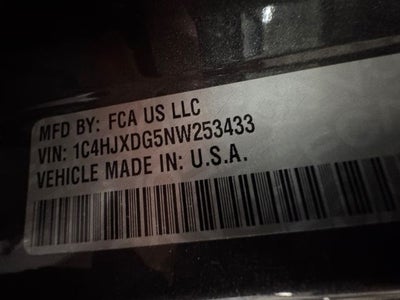 MFD BY: FCA US LLC
VIN: 1C4HJXDG5NW253433
VEHICLE MADE IN: U.S.A.